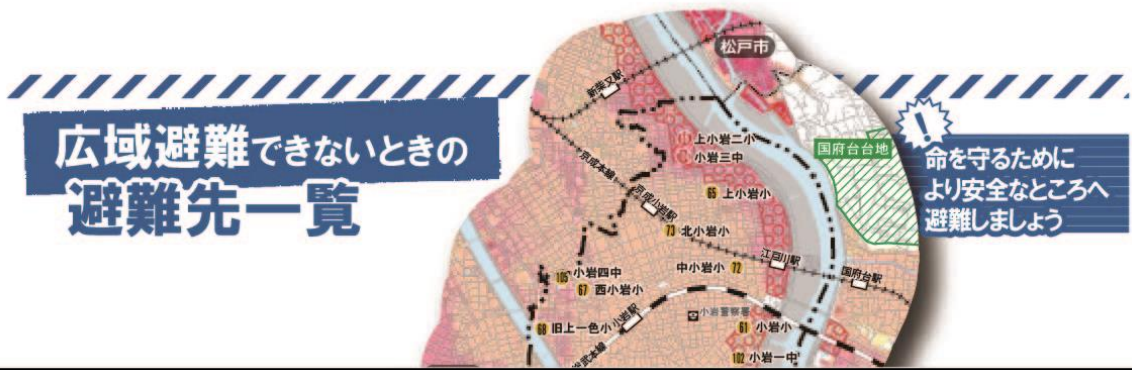 広域避難できないときの
避難先一覧
松戸市
新柴又駅
上小岩二小
小岩三中
国府台台地
京成本線
京成小岩駅
65 上小岩小
73 北小岩小
江戸川駅
国府台駅
中小岩小 72
105 小岩四中
67 西小岩小
小岩警察署
68 旧上一色小
小岩駅
61 小岩小
総武本線
102 小岩一中
!
命を守るために
より安全なところへ
避難しましょう